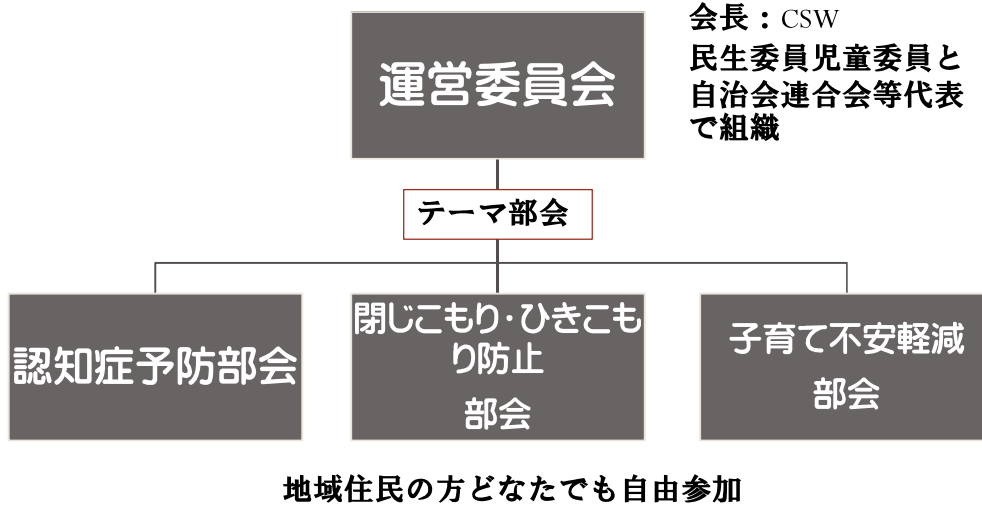 運営委員会
会長：CSW
民生委員児童委員と
自治会連合会等代表
で組織
テーマ部会
認知症予防部会
閉じこもり・ひきこも
り防止
部会
子育て不安軽減
部会
地域住民の方どなたでも自由参加